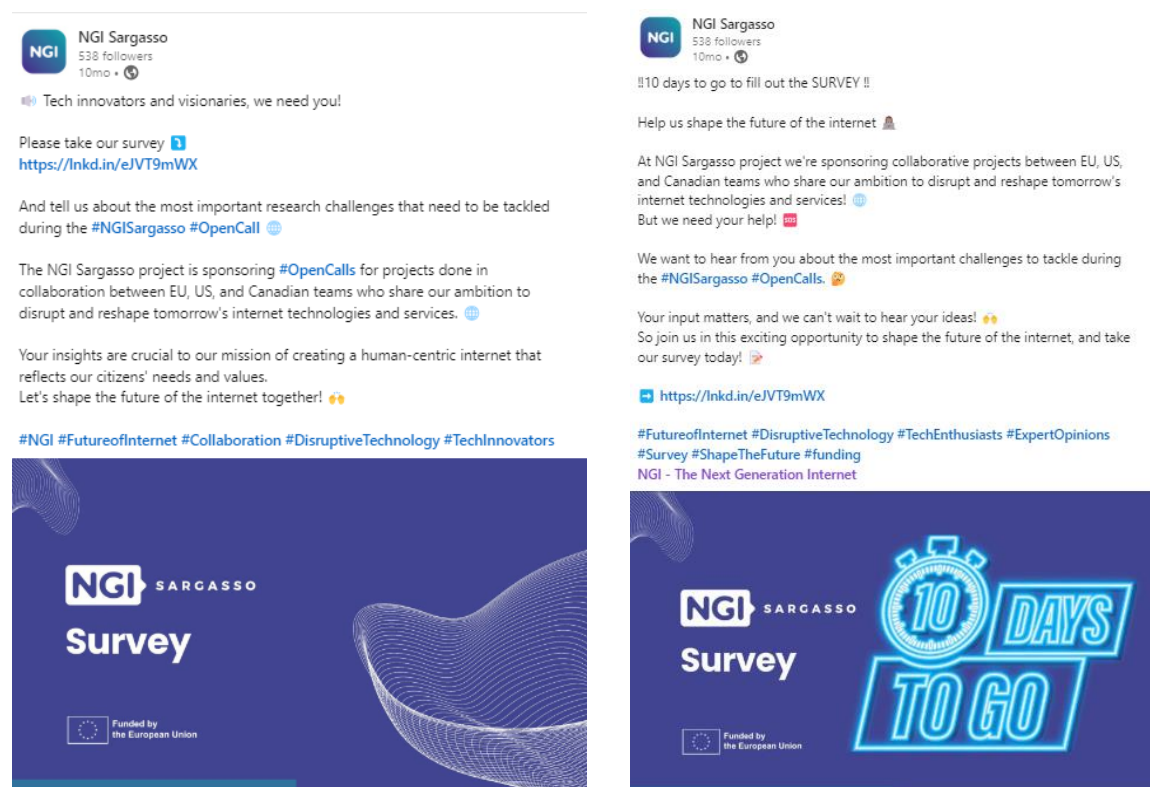 NGI
NGI Sargasso
538 followers
10mo •
Tech innovators and visionaries, we need you!
Please take our survey
https://lnkd.in/eJVT9mWX
And tell us about the most important research challenges that need to be tackled
during the #NGISargasso #OpenCall
The NGI Sargasso project is sponsoring #OpenCalls for projects done in
collaboration between EU, US, and Canadian teams who share our ambition to
disrupt and reshape tomorrow's internet technologies and services.
Your insights are crucial to our mission of creating a human-centric internet that
reflects our citizens' needs and values.
Let's shape the future of the internet together!
#NGI #FutureofInternet #Collaboration #DisruptiveTechnology #TechInnovators
NGI SARGASSO
Survey
Funded by
the European Union
NGI
NGI Sargasso
538 followers
10mo •
‼10 days to go to fill out the SURVEY ‼
Help us shape the future of the internet
At NGI Sargasso project we're sponsoring collaborative projects between EU, US,
and Canadian teams who share our ambition to disrupt and reshape tomorrow's
internet technologies and services!
But we need your help! 🆘
We want to hear from you about the most important challenges to tackle during
the #NGISargasso #OpenCalls.
Your input matters, and we can't wait to hear your ideas!
So join us in this exciting opportunity to shape the future of the internet, and take
our survey today!
https://lnkd.in/eJVT9mWX
#FutureofInternet #DisruptiveTechnology #TechEnthusiasts #ExpertOpinions
#Survey #ShapeTheFuture #funding
NGI - The Next Generation Internet
NGI SARGASSO
Survey
10 DAYS
TO GO
Funded by
the European Union